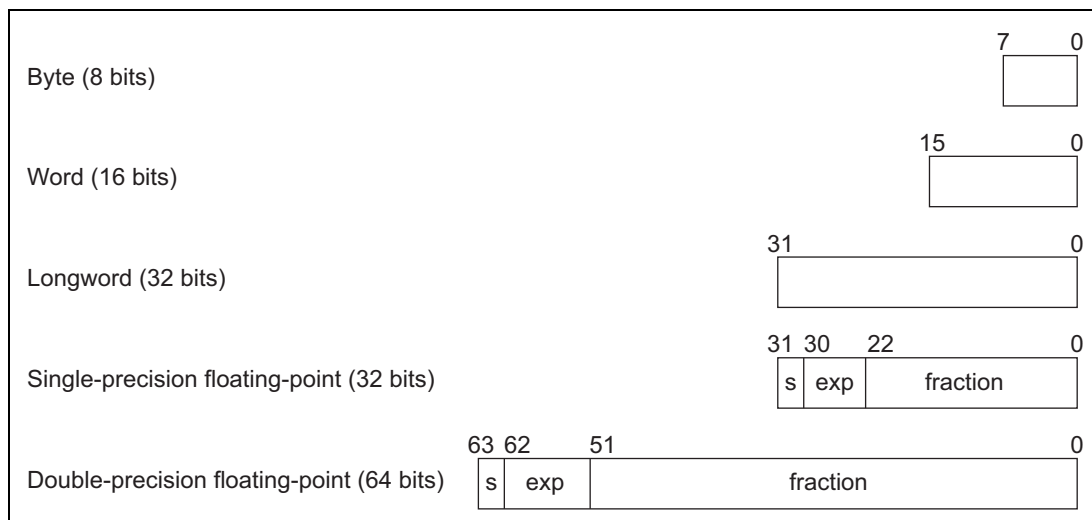 7 0
Byte (8 bits)
15 0
Word (16 bits)
31 0
Longword (32 bits)
31 30 22 0
Single-precision floating-point (32 bits) s exp fraction
63 62 51 0
Double-precision floating-point (64 bits) s exp fraction